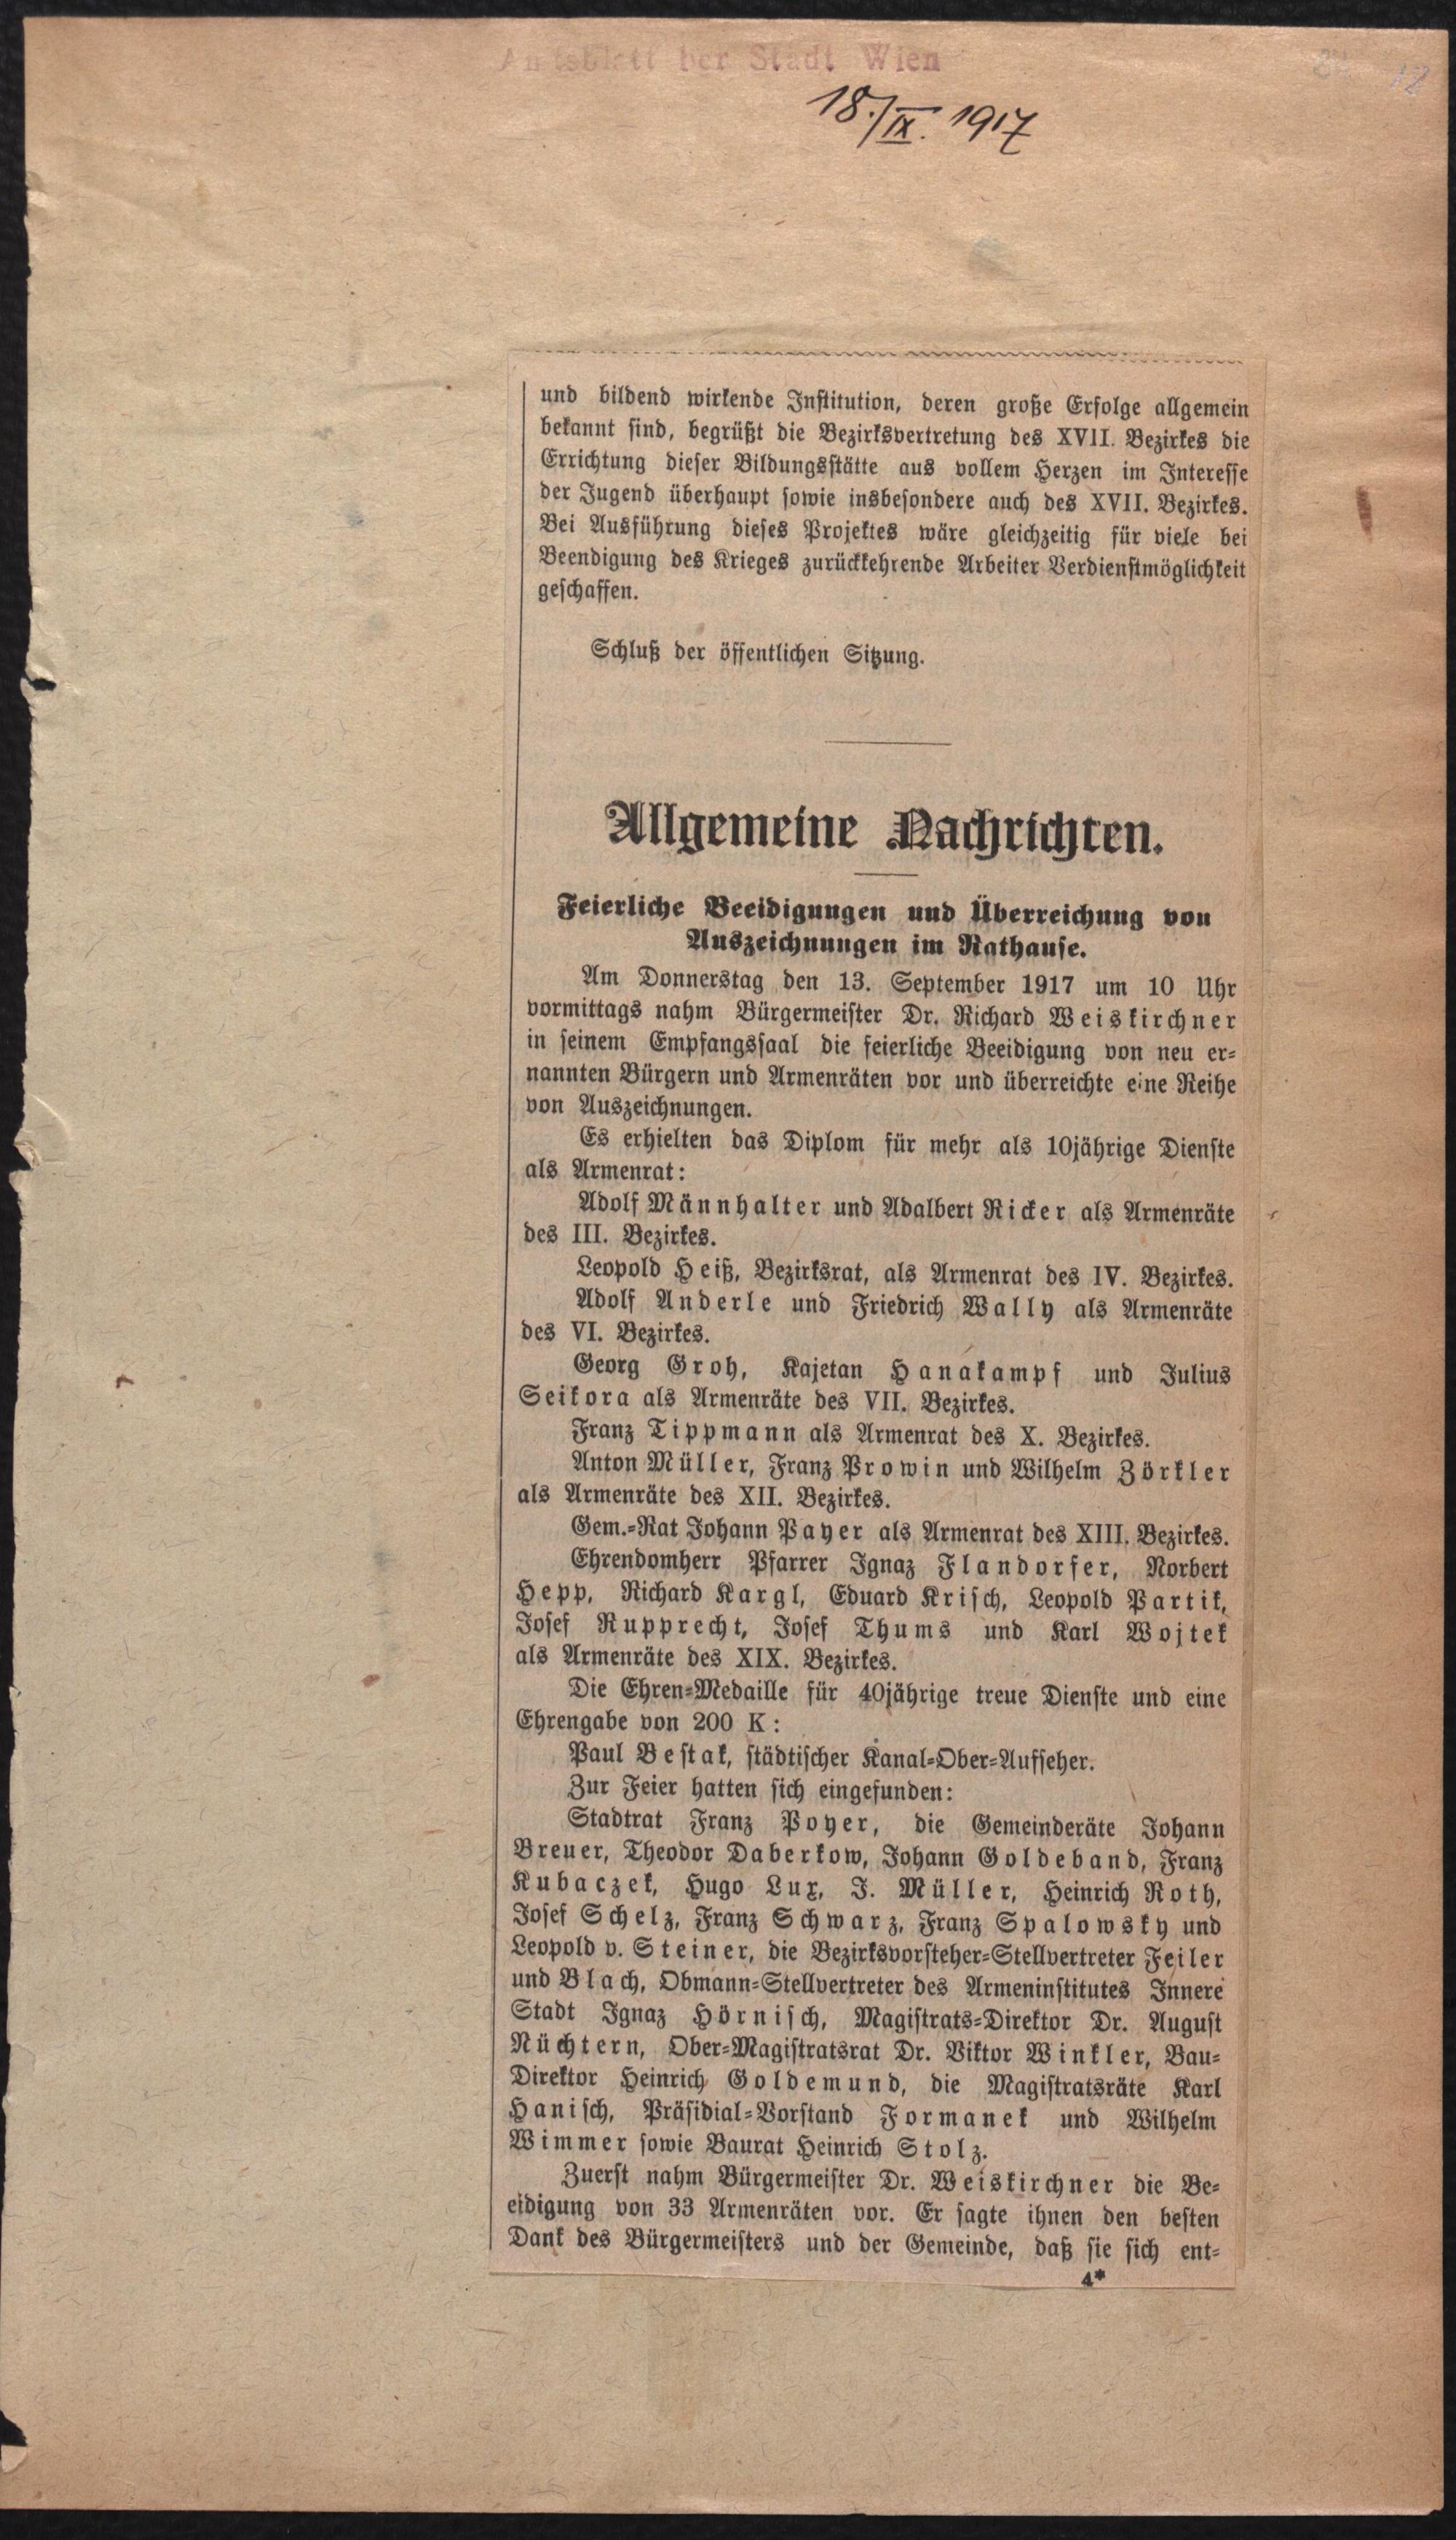 Amtsblatt der Stadt Wien
18./IX. 1917
12
und bildend wirkende Institution, deren große Erfolge allgemein
bekannt sind, begrüßt die Bezirksvertretung des XVII. Bezirkes die
Errichtung dieser Bildungsstätte aus vollem Herzen im Interesse
der Jugend überhaupt sowie insbesondere auch des XVII. Bezirkes.
Bei Ausführung dieses Projektes wäre gleichzeitig für viele bei
Beendigung des Krieges zurückkehrende Arbeiter Verdienstmöglichkeit
geschaffen.
Schluß der öffentlichen Sitzung.
Allgemeine Nachrichten.
Feierliche Beeidigungen und Überreichung von
Auszeichnungen im Rathause.
Am Donnerstag den 13. September 1917 um 10 Uhr
vormittags nahm Bürgermeister Dr. Richard Weiskirchner
in seinem Empfangssaal die feierliche Beeidigung von neu er-
nannten Bürgern und Armenräten vor und überreichte eine Reihe
von Auszeichnungen.
Es erhielten das Diplom für mehr als 10jährige Dienste
als Armenrat:
Adolf Männhalter und Adalbert Ricker als Armenräte
des III. Bezirkes.
Leopold Heiß, Bezirksrat, als Armenrat des IV. Bezirkes.
Adolf Anderle und Friedrich Wally als Armenräte
des VI. Bezirkes.
Georg Groh, Kajetan Hanakampf und Julius
Seikora als Armenräte des VII. Bezirkes.
Franz Tippmann als Armenrat des X. Bezirkes.
Anton Müller, Franz Prowin und Wilhelm Zörkler
als Armenräte des XII. Bezirkes.
Gem.-Rat Johann Payer als Armenrat des XIII. Bezirkes.
Ehrendomherr Pfarrer Ignaz Flandorfer, Norbert
Hepp, Richard Kargl, Eduard Krisch, Leopold Partik,
Josef Rupprecht, Josef Thums und Karl Wojtek
als Armenräte des XIX. Bezirkes.
Die Ehren-Medaille für 40jährige treue Dienste und eine
Ehrengabe von 200 K:
Paul Bestak, städtischer Kanal-Ober-Aufseher.
Zur Feier hatten sich eingefunden:
Stadtrat Franz Poyer, die Gemeinderäte Johann
Breuer, Theodor Daberkow, Johann Goldeband, Franz
Kubaczek, Hugo Lux, J. Müller, Heinrich Roth,
Josef Schelz, Franz Schwarz, Franz Spalowsky und
Leopold v. Steiner, die Bezirksvorsteher-Stellvertreter Feiler
und Blach, Obmann-Stellvertreter des Armeninstitutes Innere
Stadt Ignaz Hörnisch, Magistrats-Direktor Dr. August
Nüchtern, Ober-Magistratsrat Dr. Viktor Winkler, Bau-
Direktor Heinrich Goldemund, die Magistratsräte Karl
Hanisch, Präsidial-Vorstand Formanek und Wilhelm
Wimmer sowie Baurat Heinrich Stolz.
Zuerst nahm Bürgermeister Dr. Weiskirchner die Be-
eidigung von 33 Armenräten vor. Er sagte ihnen den besten
Dank des Bürgermeisters und der Gemeinde, daß sie sich ent-
4*